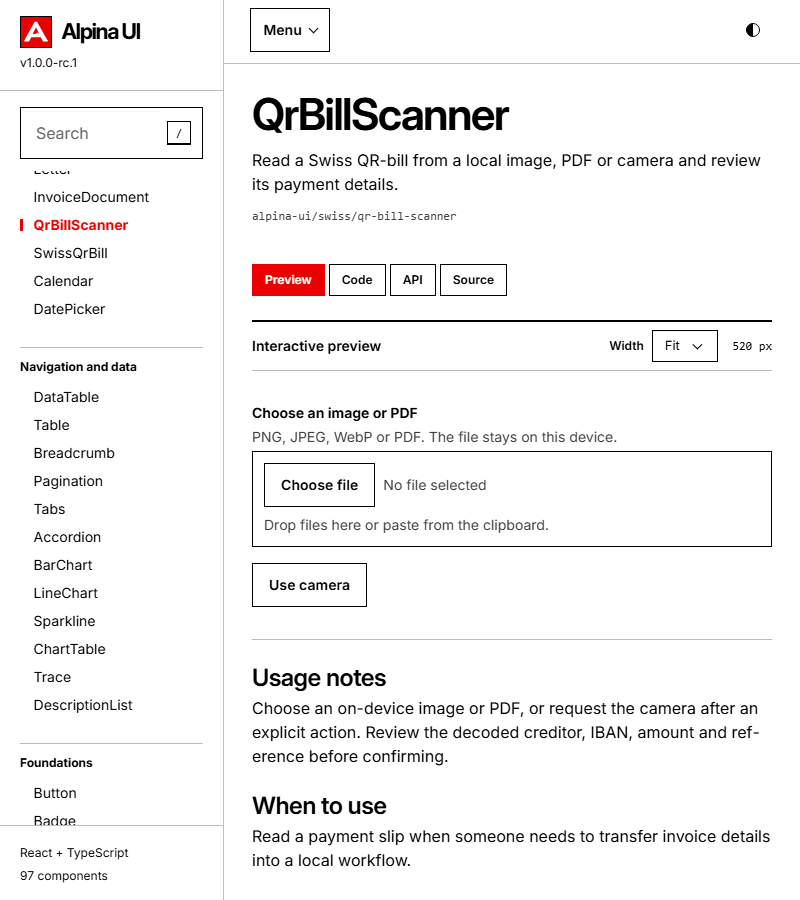 Alpina UI
v1.0.0-rc.1
Search
/
Letter
InvoiceDocument
QrBillScanner
SwissQrBill
Calendar
DatePicker
Navigation and data
DataTable
Table
Breadcrumb
Pagination
Tabs
Accordion
BarChart
LineChart
Sparkline
ChartTable
Trace
DescriptionList
Foundations
Button
Badge
React + TypeScript
97 components
Menu
QrBillScanner
Read a Swiss QR-bill from a local image, PDF or camera and review
its payment details.
alpina-ui/swiss/qr-bill-scanner
Preview Code API Source
Interactive preview Width Fit 520 px
Choose an image or PDF
PNG, JPEG, WebP or PDF. The file stays on this device.
Choose file No file selected
Drop files here or paste from the clipboard.
Use camera
Usage notes
Choose an on-device image or PDF, or request the camera after an
explicit action. Review the decoded creditor, IBAN, amount and ref-
erence before confirming.
When to use
Read a payment slip when someone needs to transfer invoice details
into a local workflow.